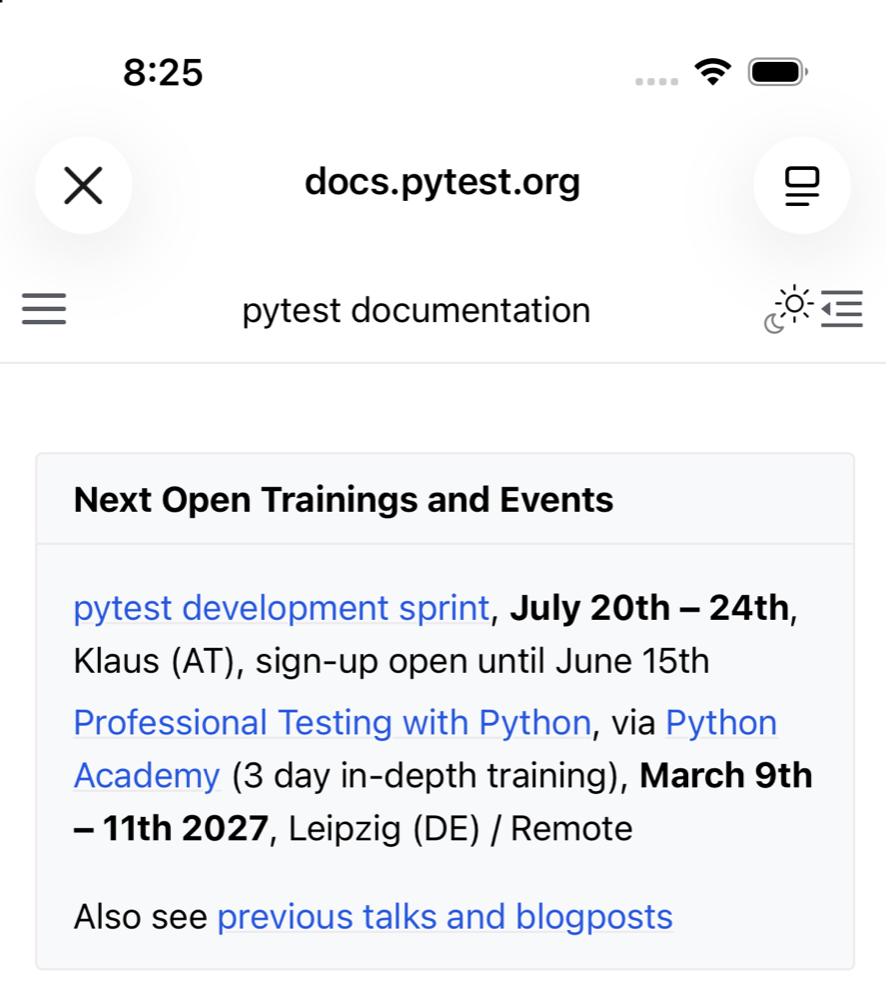 8:25
docs.pytest.org
pytest documentation
Next Open Trainings and Events
pytest development sprint, July 20th – 24th,
Klaus (AT), sign-up open until June 15th
Professional Testing with Python, via Python
Academy (3 day in-depth training), March 9th
– 11th 2027, Leipzig (DE) / Remote
Also see previous talks and blogposts